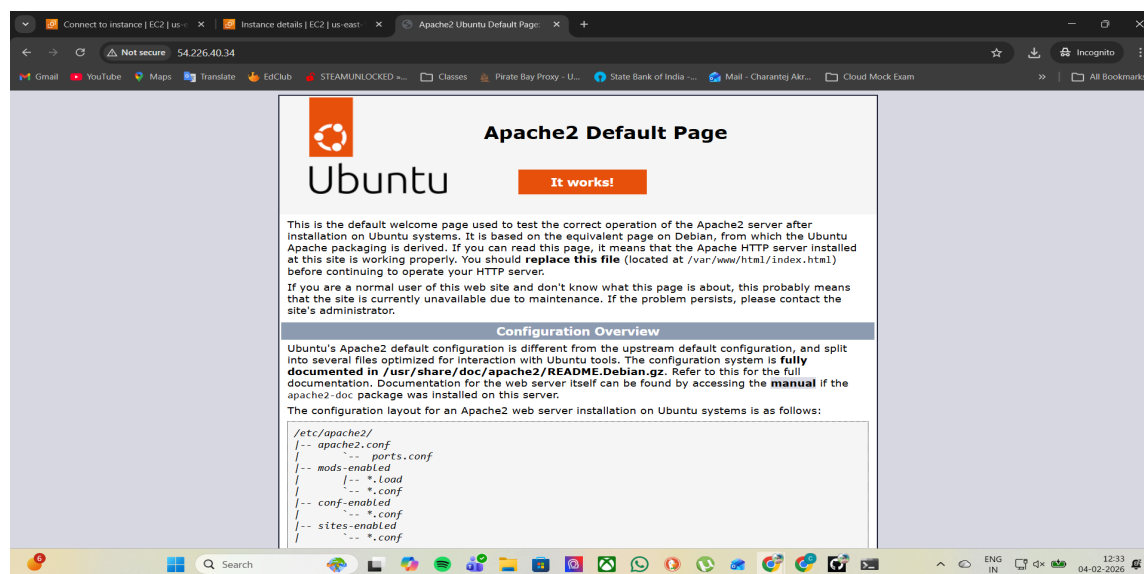 Connect to instance | EC2 | us-e
Instance details | EC2 | us-east-
Apache2 Ubuntu Default Page:
Not secure
54.226.40.34
Incognito
Gmail
YouTube
Maps
Translate
EdClub
STEAMUNLOCKED »...
Classes
Pirate Bay Proxy - U...
State Bank of India -...
Mail - Charantej Akr...
Cloud Mock Exam
»
All Bookmarks
Ubuntu
Apache2 Default Page
It works!
This is the default welcome page used to test the correct operation of the Apache2 server after
installation on Ubuntu systems. It is based on the equivalent page on Debian, from which the Ubuntu
Apache packaging is derived. If you can read this page, it means that the Apache HTTP server installed
at this site is working properly. You should replace this file (located at /var/www/html/index.html)
before continuing to operate your HTTP server.
If you are a normal user of this web site and don't know what this page is about, this probably means
that the site is currently unavailable due to maintenance. If the problem persists, please contact the
site's administrator.
Configuration Overview
Ubuntu's Apache2 default configuration is different from the upstream default configuration, and split
into several files optimized for interaction with Ubuntu tools. The configuration system is fully
documented in /usr/share/doc/apache2/README.Debian.gz. Refer to this for the full
documentation. Documentation for the web server itself can be found by accessing the manual if the
apache2-doc package was installed on this server.
The configuration layout for an Apache2 web server installation on Ubuntu systems is as follows:
/etc/apache2/
|-- apache2.conf
|       `--  ports.conf
|-- mods-enabled
|       |-- *.load
|       `-- *.conf
|-- conf-enabled
|       `-- *.conf
|-- sites-enabled
|       `-- *.conf
6
Search
ENG
IN
12:33
04-02-2026